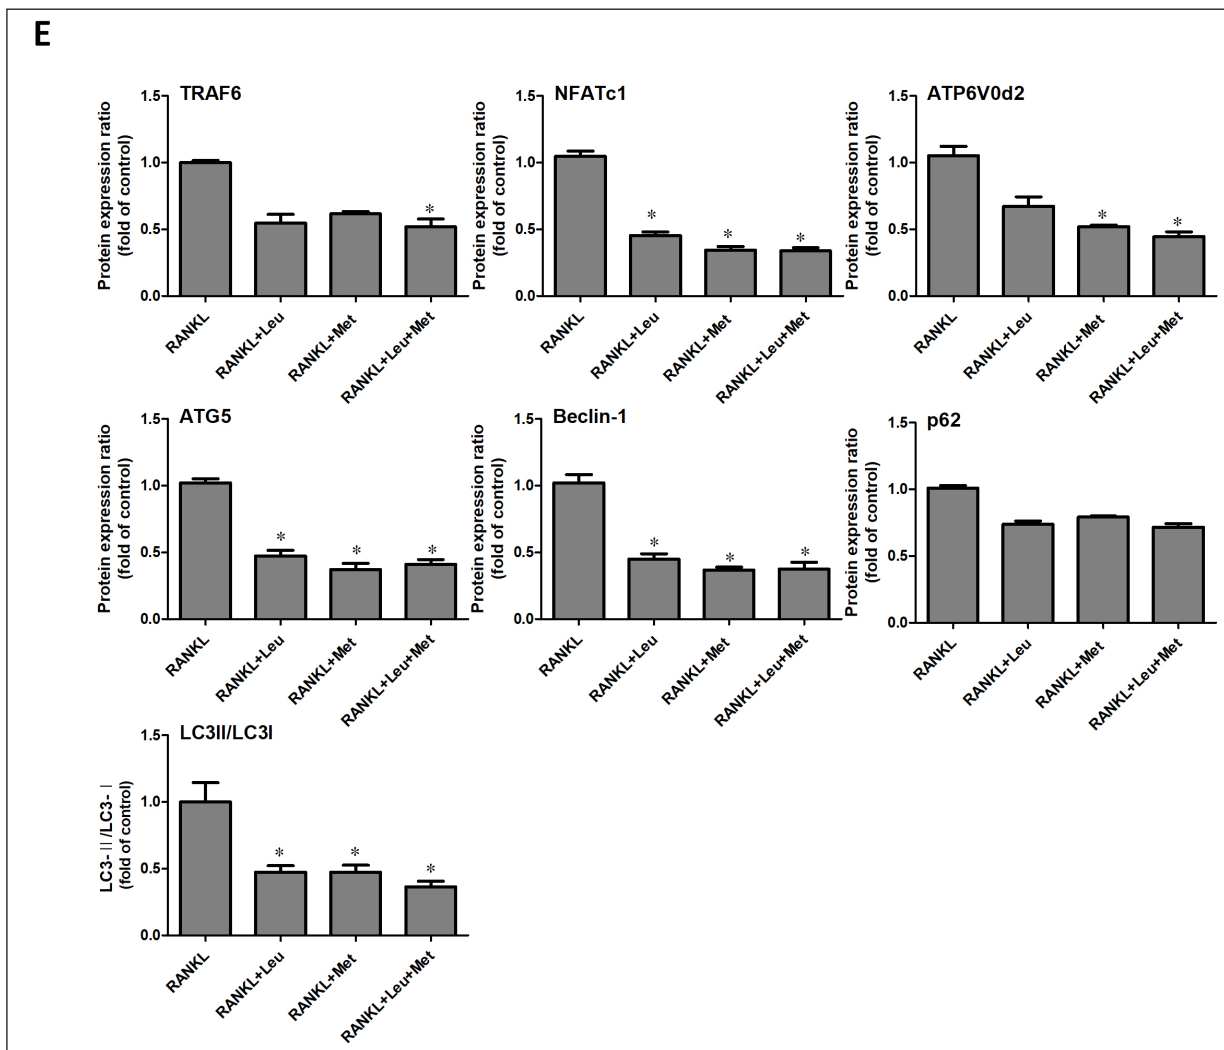 E
TRAF6
Protein expression ratio
(fold of control)
1.5
1.0
0.5
0.0
*
RANKL
RANKL+Leu
RANKL+Met
RANKL+Leu+Met
NFATc1
Protein expression ratio
(fold of control)
1.5
1.0
0.5
0.0
*
*
*
RANKL
RANKL+Leu
RANKL+Met
RANKL+Leu+Met
ATP6V0d2
Protein expression ratio
(fold of control)
1.5
1.0
0.5
0.0
*
*
RANKL
RANKL+Leu
RANKL+Met
RANKL+Leu+Met
ATG5
Protein expression ratio
(fold of control)
1.5
1.0
0.5
0.0
*
*
*
RANKL
RANKL+Leu
RANKL+Met
RANKL+Leu+Met
Beclin-1
Protein expression ratio
(fold of control)
1.5
1.0
0.5
0.0
*
*
*
RANKL
RANKL+Leu
RANKL+Met
RANKL+Leu+Met
p62
Protein expression ratio
(fold of control)
1.5
1.0
0.5
0.0
RANKL
RANKL+Leu
RANKL+Met
RANKL+Leu+Met
LC3II/LC3I
LC3-Ⅱ/LC3-Ⅰ
(fold of control)
1.5
1.0
0.5
0.0
*
*
*
RANKL
RANKL+Leu
RANKL+Met
RANKL+Leu+Met